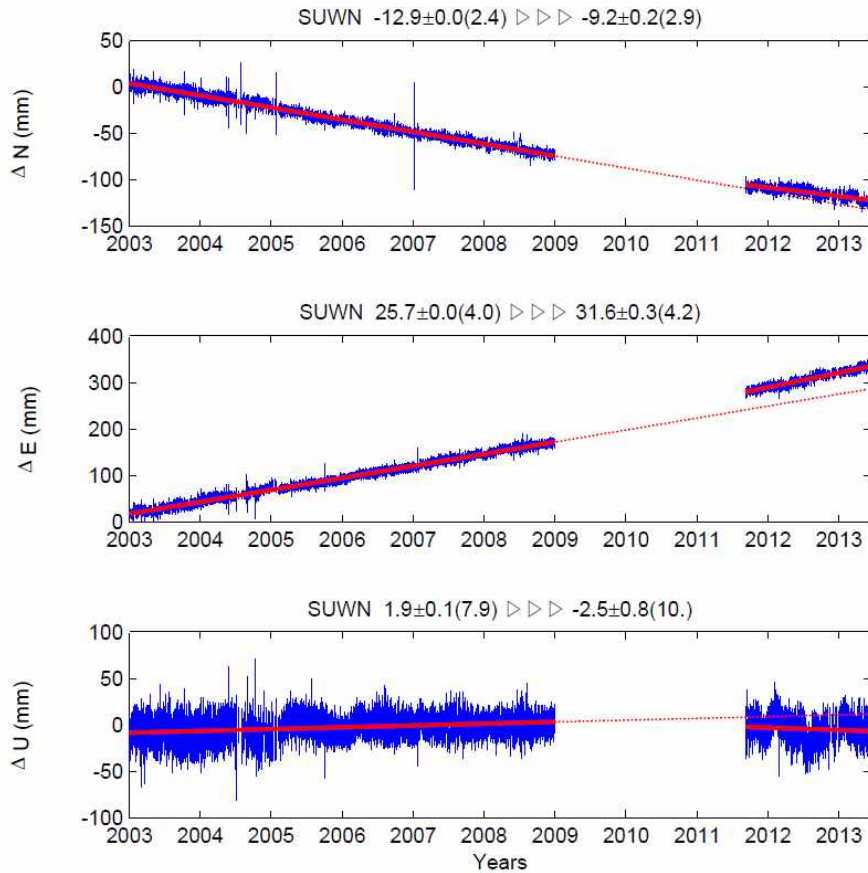 SUWN -12.9±0.0(2.4) ▷ ▷ ▷ -9.2±0.2(2.9)
50
0
-50
-100
-150
Δ N (mm)
2003 2004 2005 2006 2007 2008 2009 2010 2011 2012 2013
SUWN 25.7±0.0(4.0) ▷ ▷ ▷ 31.6±0.3(4.2)
400
300
200
100
0
Δ E (mm)
2003 2004 2005 2006 2007 2008 2009 2010 2011 2012 2013
SUWN 1.9±0.1(7.9) ▷ ▷ ▷ -2.5±0.8(10.)
100
50
0
-50
-100
Δ U (mm)
2003 2004 2005 2006 2007 2008 2009 2010 2011 2012 2013
Years